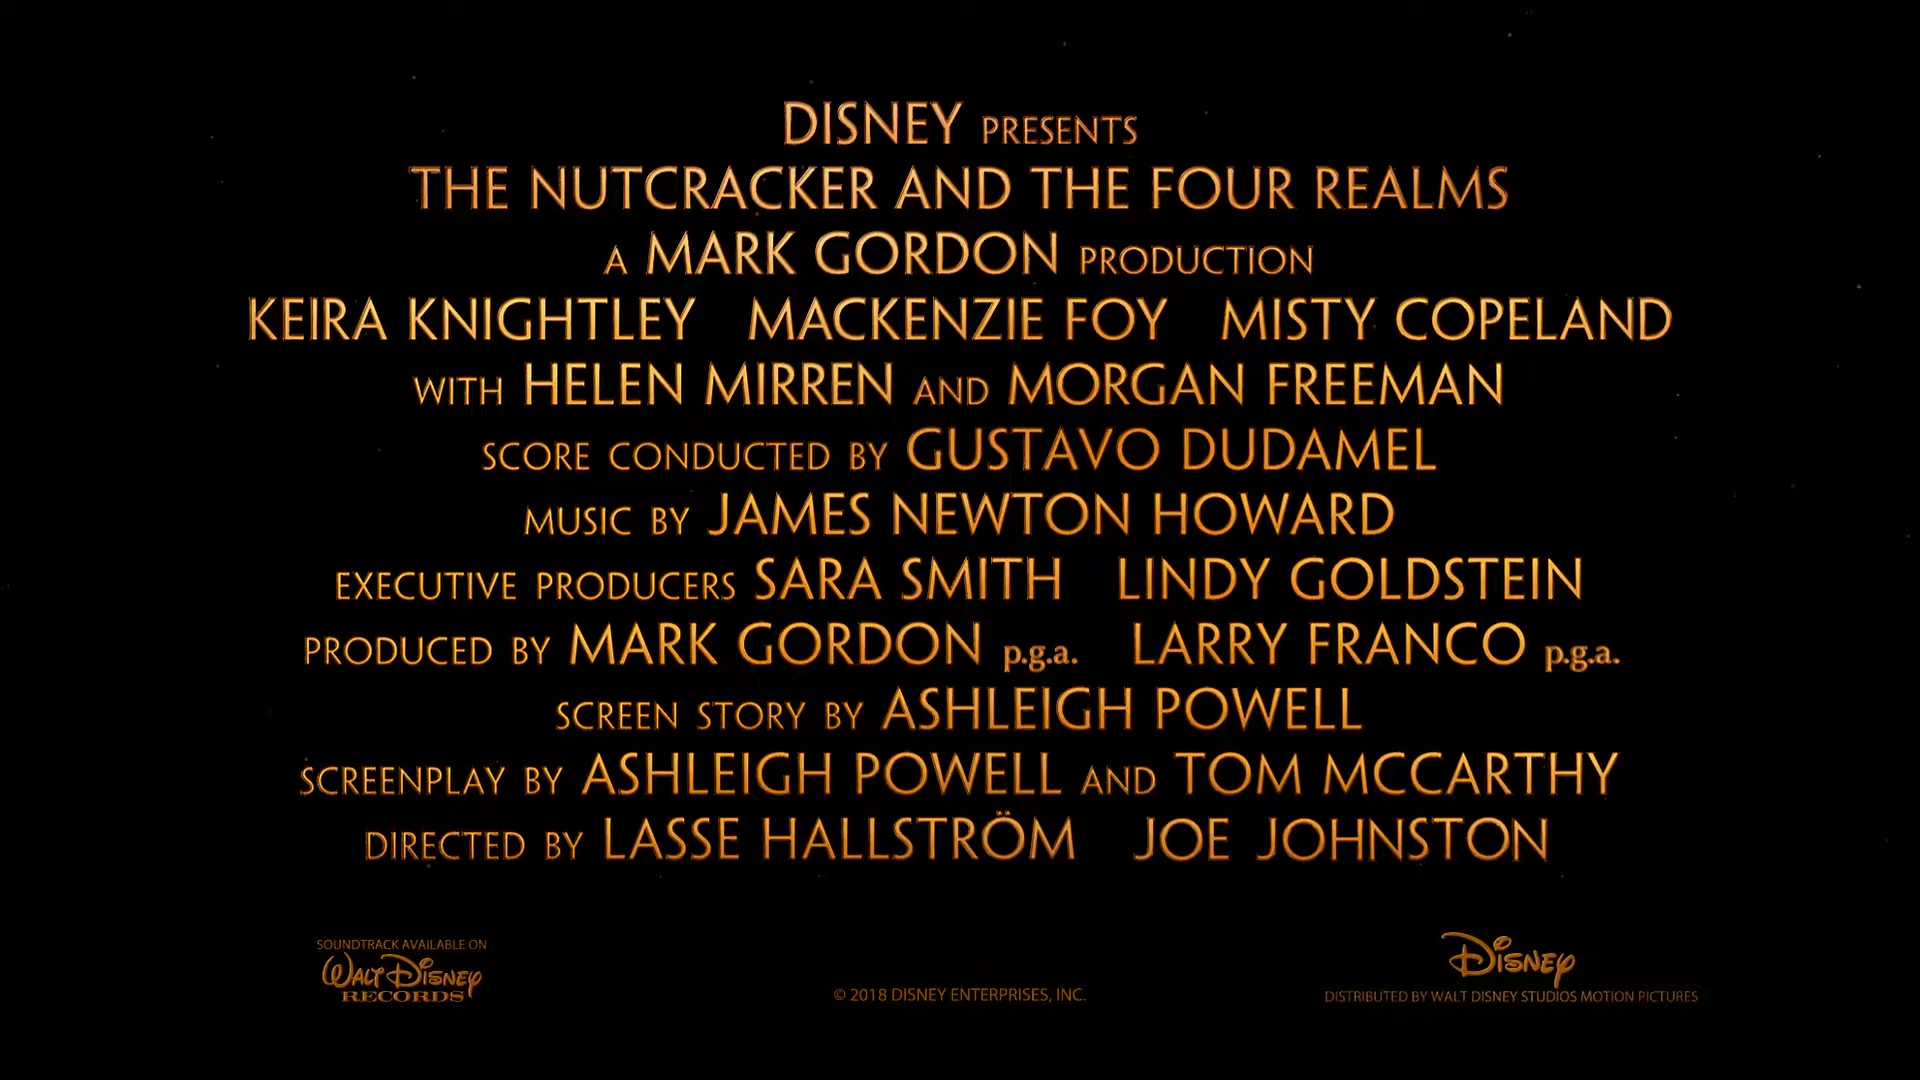 DISNEY PRESENTS
THE NUTCRACKER AND THE FOUR REALMS
A MARK GORDON PRODUCTION
KEIRA KNIGHTLEY MACKENZIE FOY MISTY COPELAND
WITH HELEN MIRREN AND MORGAN FREEMAN
SCORE CONDUCTED BY GUSTAVO DUDAMEL
MUSIC BY JAMES NEWTON HOWARD
EXECUTIVE PRODUCERS SARA SMITH LINDY GOLDSTEIN
PRODUCED BY MARK GORDON p.g.a. LARRY FRANCO p.g.a.
SCREEN STORY BY ASHLEIGH POWELL
SCREENPLAY BY ASHLEIGH POWELL AND TOM MCCARTHY
DIRECTED BY LASSE HALLSTRÖM JOE JOHNSTON
SOUNDTRACK AVAILABLE ON
WALT DISNEY
RECORDS
© 2018 DISNEY ENTERPRISES, INC.
DISNEY
DISTRIBUTED BY WALT DISNEY STUDIOS MOTION PICTURES